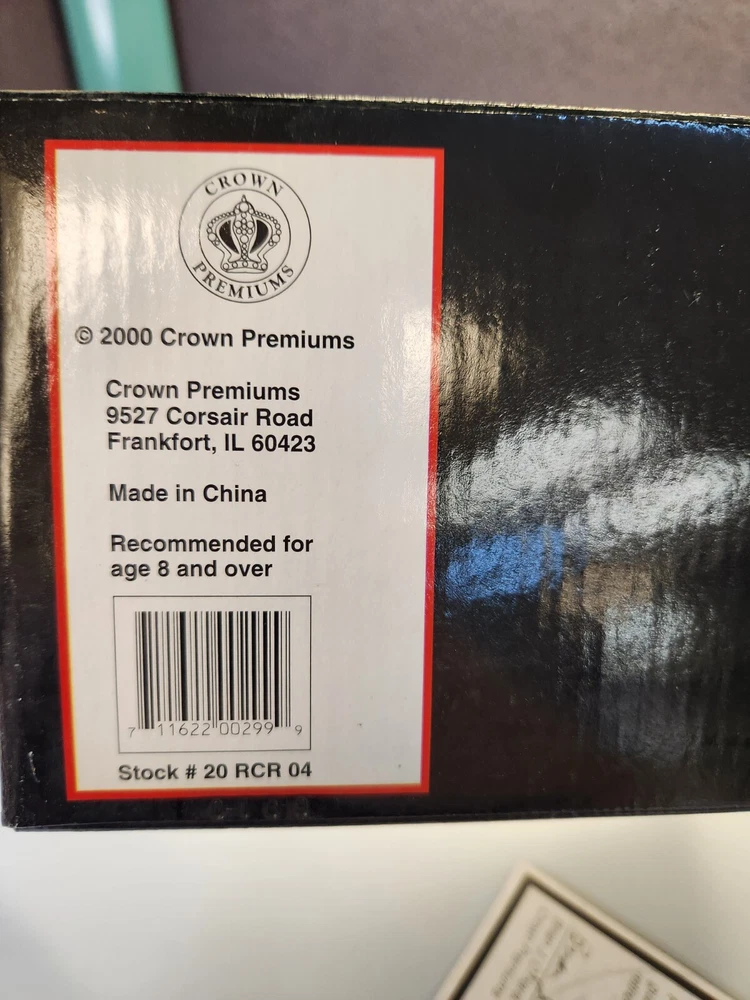 CROWN
PREMIUMS
© 2000 Crown Premiums
Crown Premiums
9527 Corsair Road
Frankfort, IL 60423
Made in China
Recommended for
age 8 and over
7 11622 00299 9
Stock # 20 RCR 04